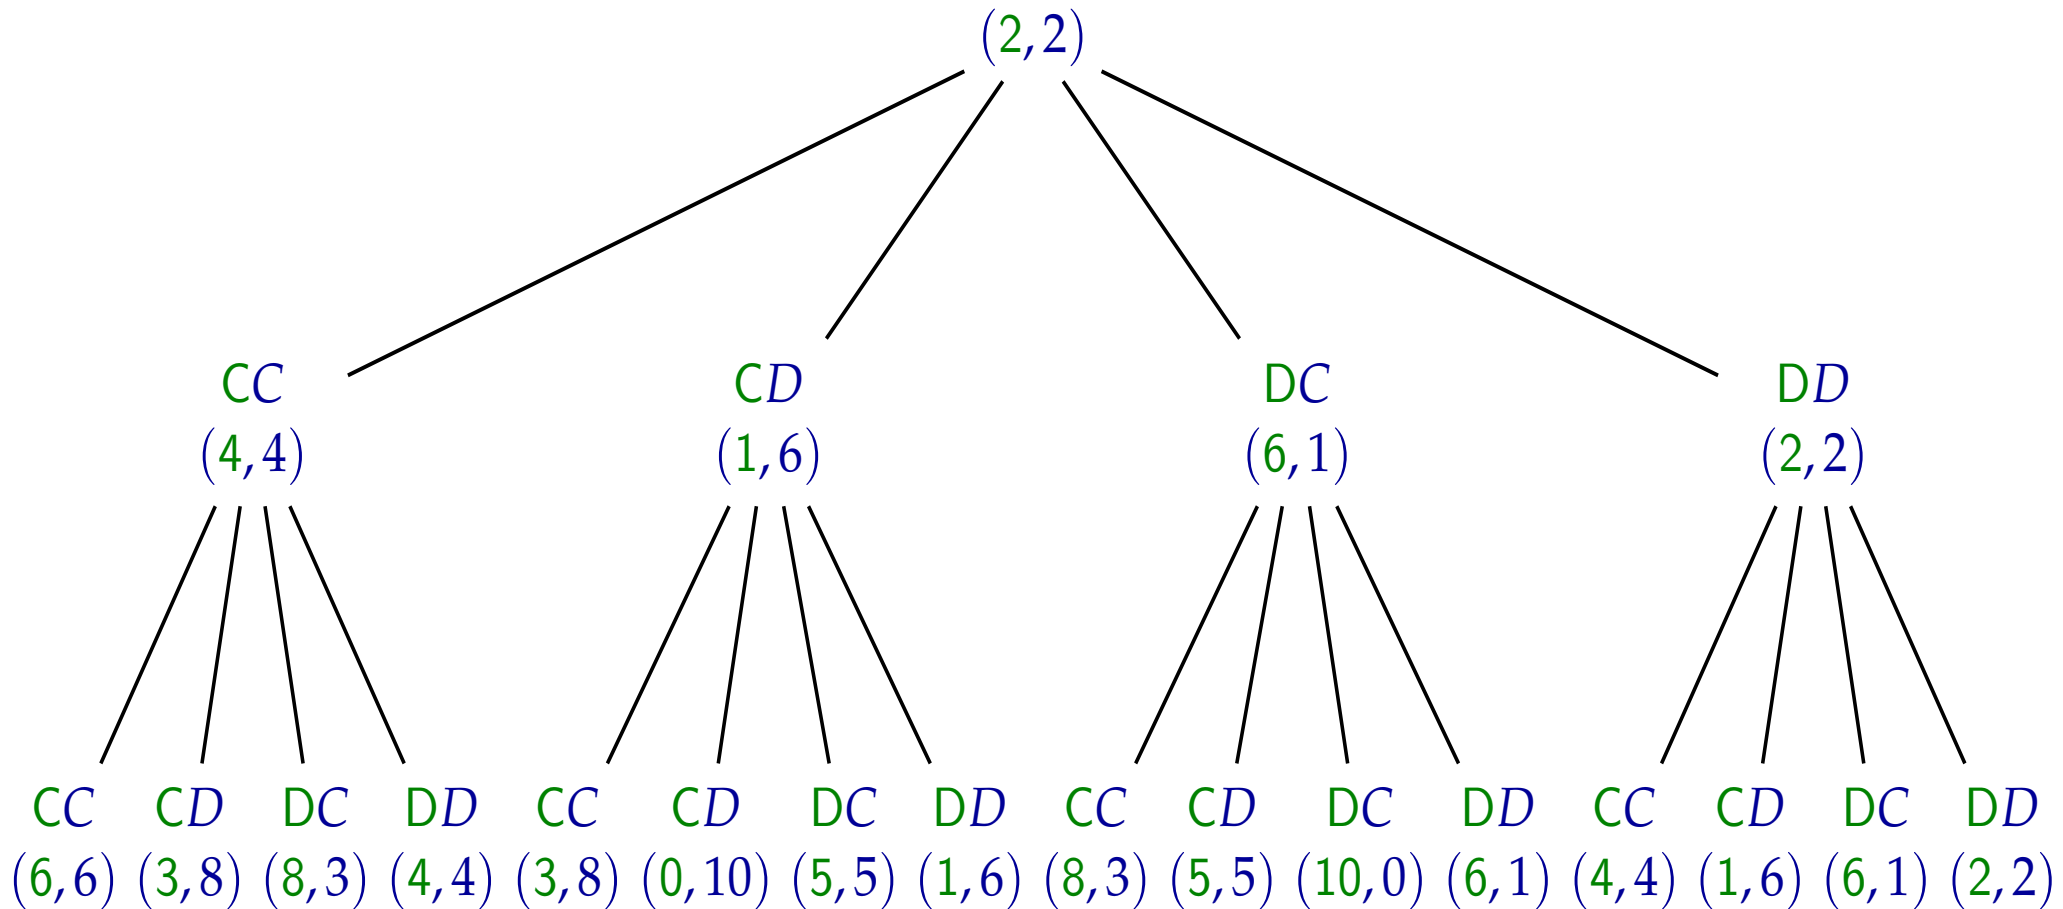 (2, 2)
CC CD DC DD
(4, 4) (1, 6) (6, 1) (2, 2)
CC CD DC DD CC CD DC DD CC CD DC DD CC CD DC DD
(6, 6) (3, 8) (8, 3) (4, 4) (3, 8) (0, 10) (5, 5) (1, 6) (8, 3) (5, 5) (10, 0) (6, 1) (4, 4) (1, 6) (6, 1) (2, 2)